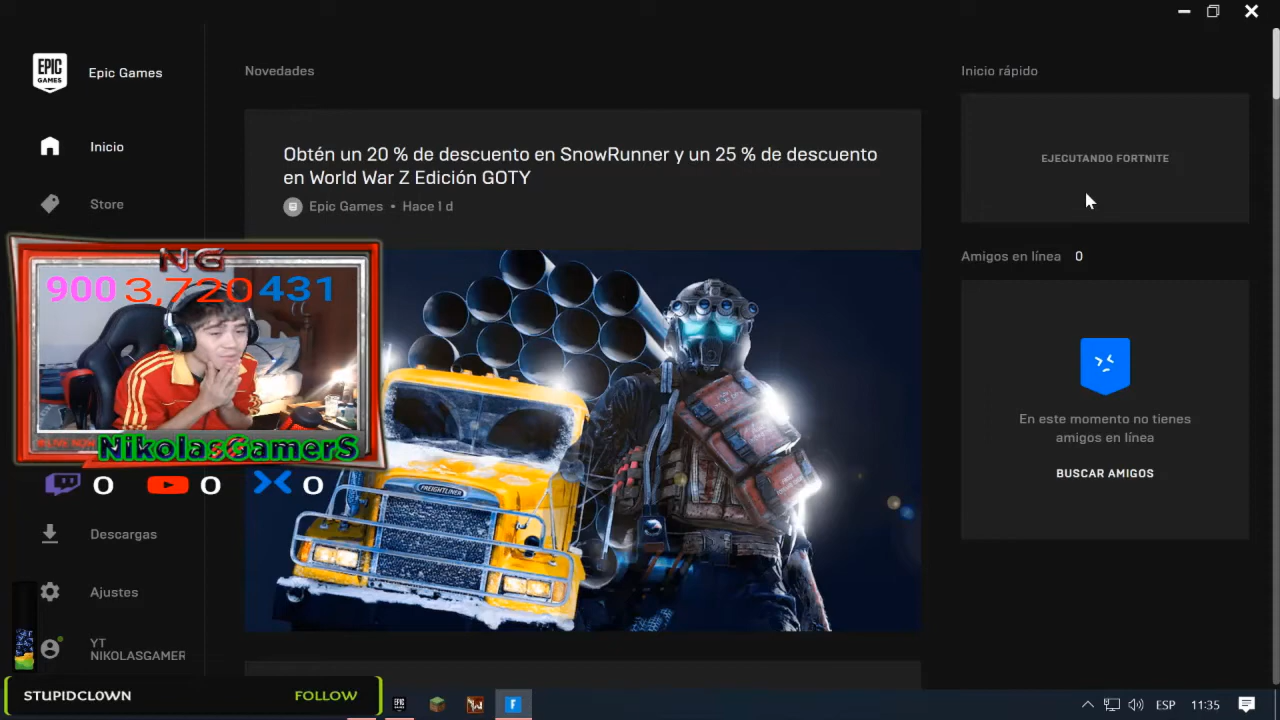 EPIC
GAMES
Epic Games
Inicio
Store
NG
900 3,720 431
NikolasGamerS
0 0 0
Descargas
Ajustes
YT
NIKOLASGAMER
STUPIDCL0WN FOLLOW
Novedades
Obtén un 20 % de descuento en SnowRunner y un 25 % de descuento
en World War Z Edición GOTY
Epic Games • Hace 1 d
FREIGHTLINER
Inicio rápido
EJECUTANDO FORTNITE
Amigos en línea 0
En este momento no tienes
amigos en línea
BUSCAR AMIGOS
EPIC
GAMES
F
ESP 11:35